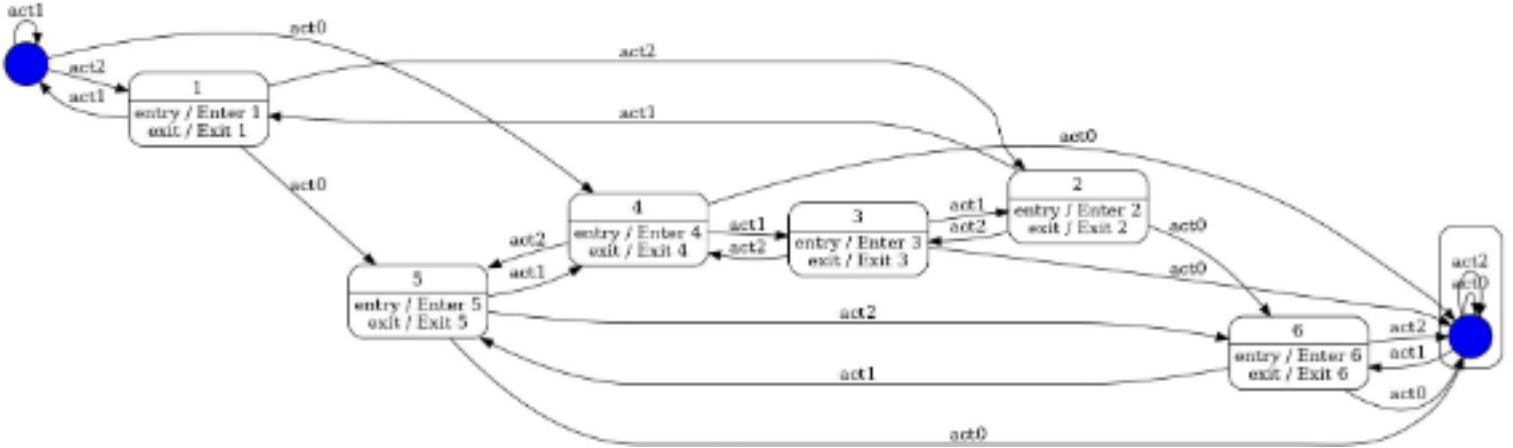 act1
act0
act2
act2
1
act1
entry / Enter 1
exit / Exit 1
act1
act0
act0
2
4
act1
3
entry / Enter 2
exit / Exit 2
act1
entry / Enter 4
exit / Exit 4
act2
act2
act2
entry / Enter 3
exit / Exit 3
act0
act2
5
act1
act0
act0
entry / Enter 5
exit / Exit 5
act2
6
act2
entry / Enter 6
exit / Exit 6
act1
act1
act0
act0